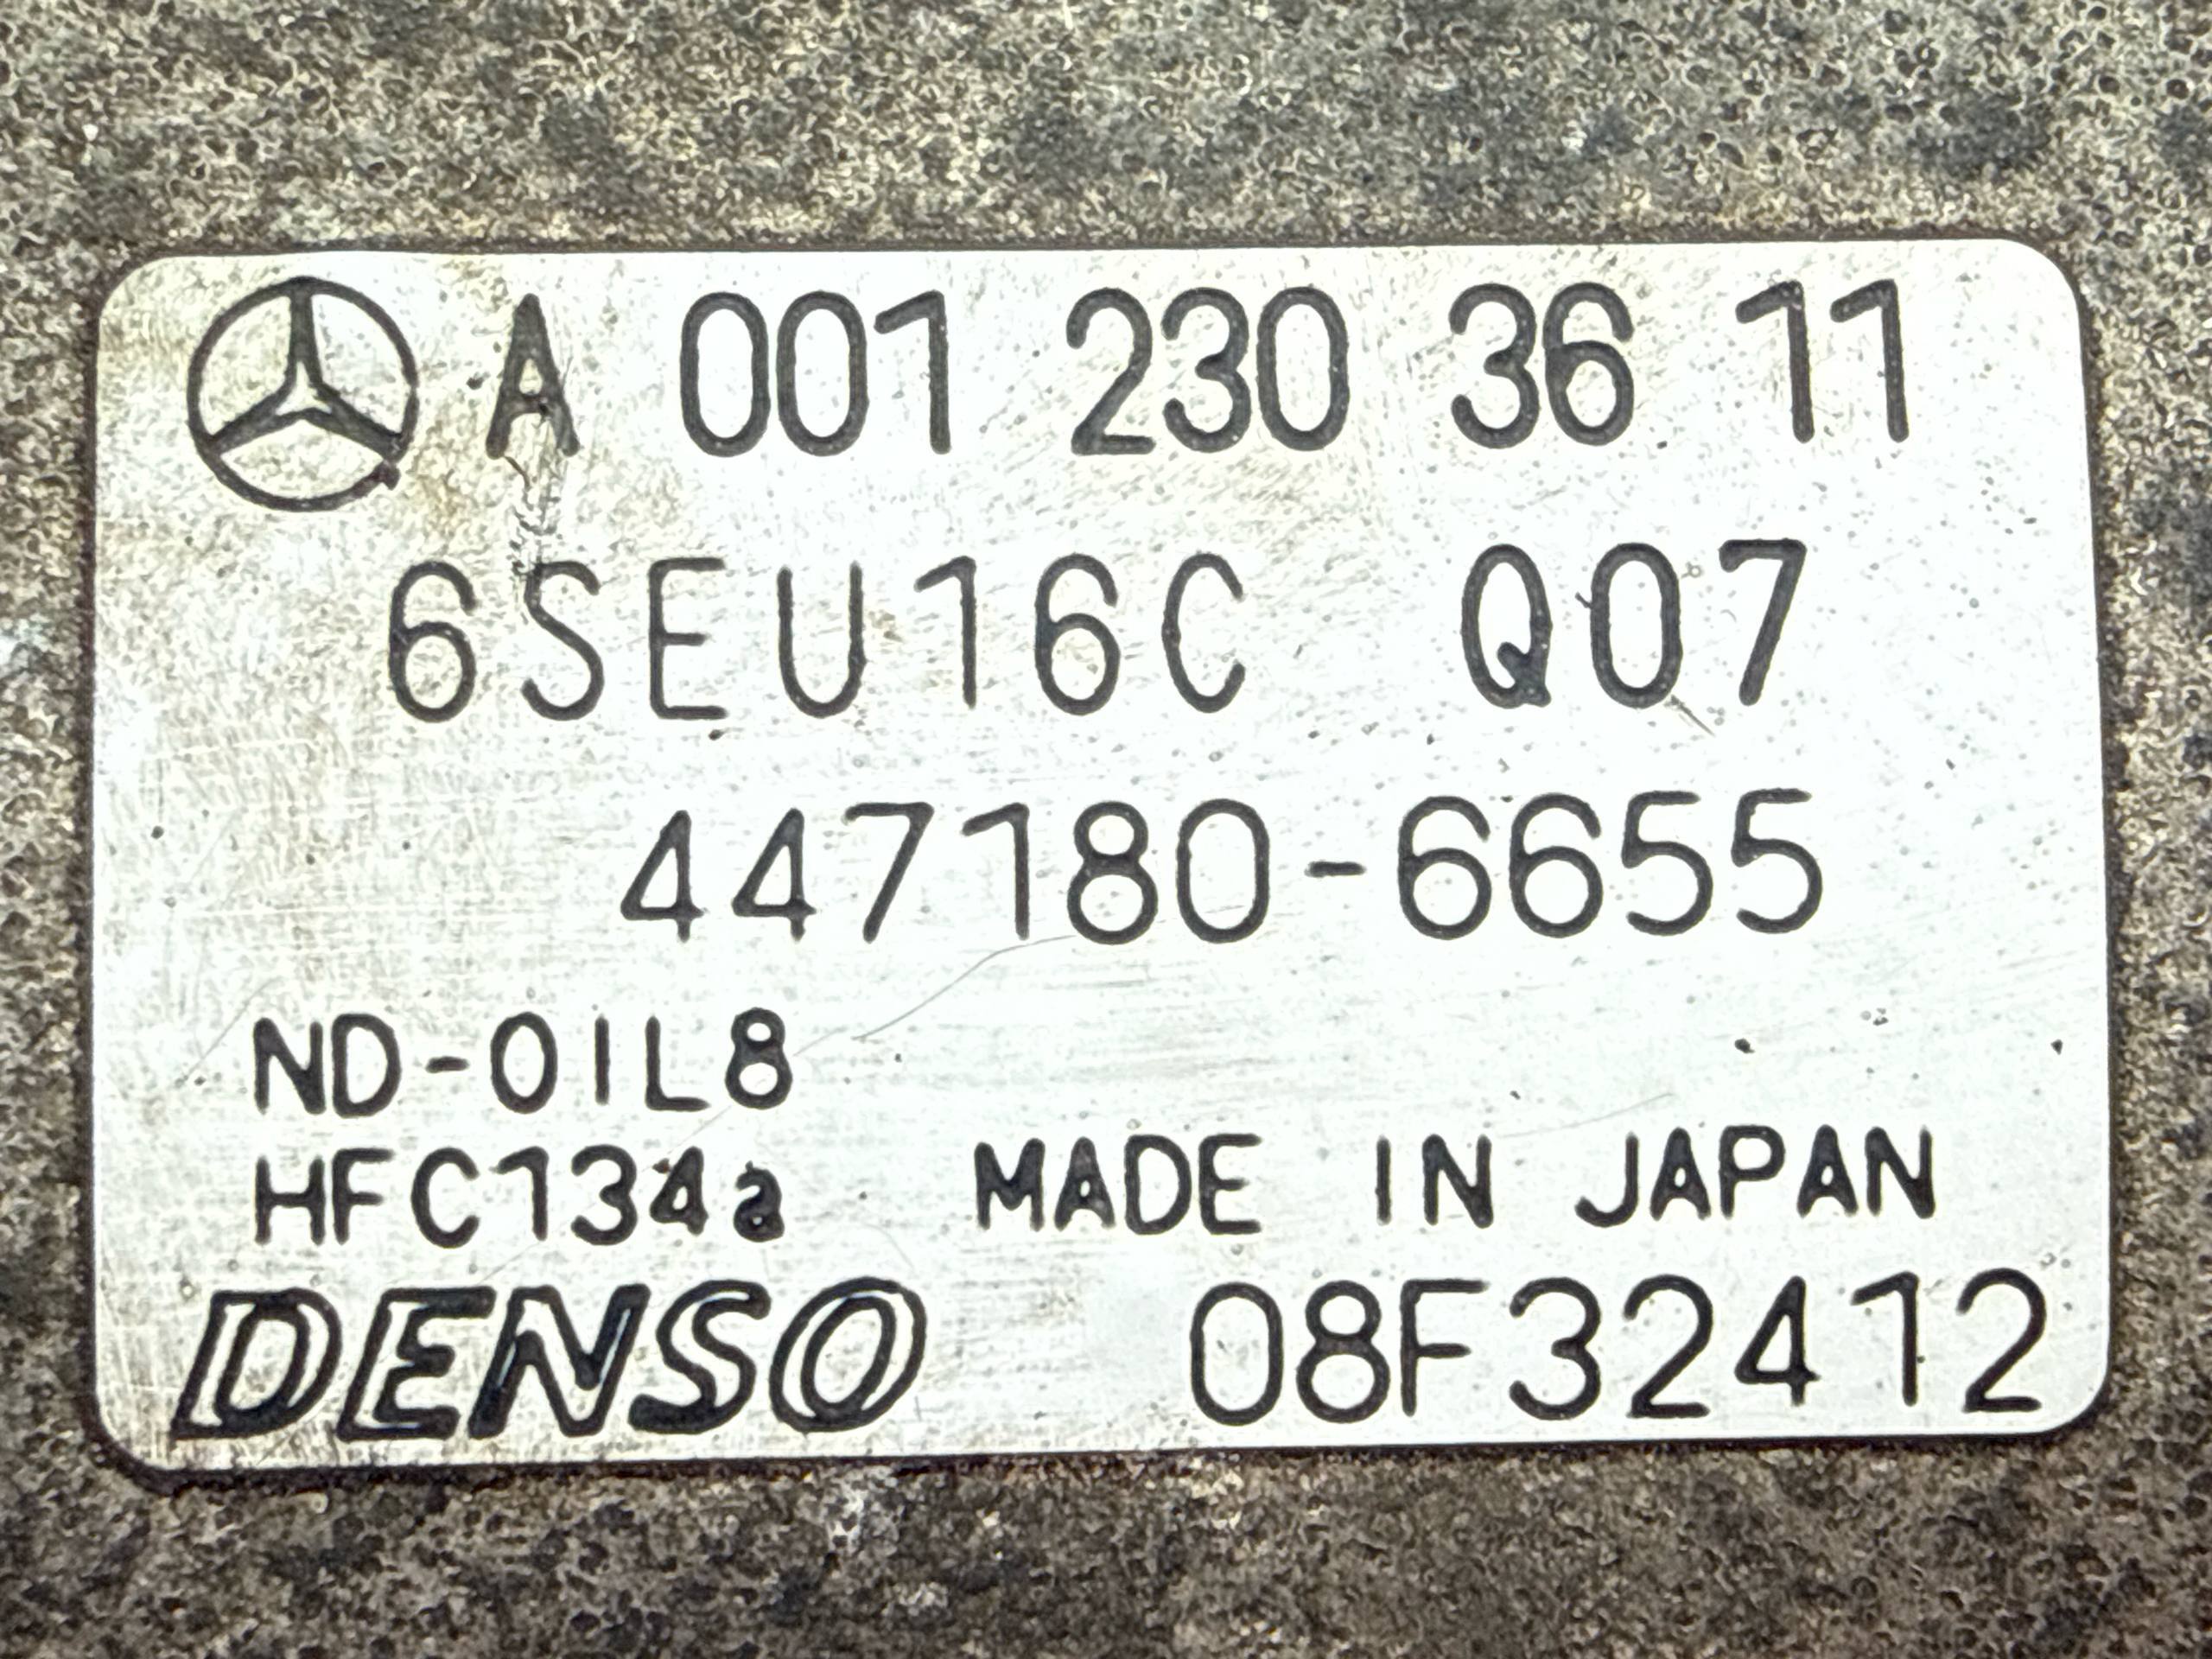 A 001 230 36 11
6SEU16C Q07
447180-6655
ND-OIL8
HFC134a MADE IN JAPAN
DENSO 08F32412